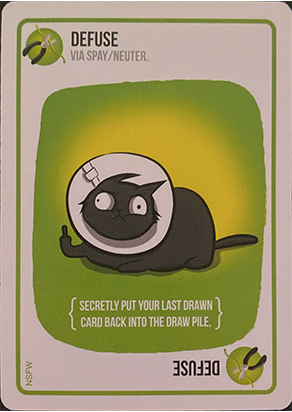 DEFUSE
VIA SPAY/NEUTER.
SECRETLY PUT YOUR LAST DRAWN
CARD BACK INTO THE DRAW PILE.
NSFW
DEFUSE